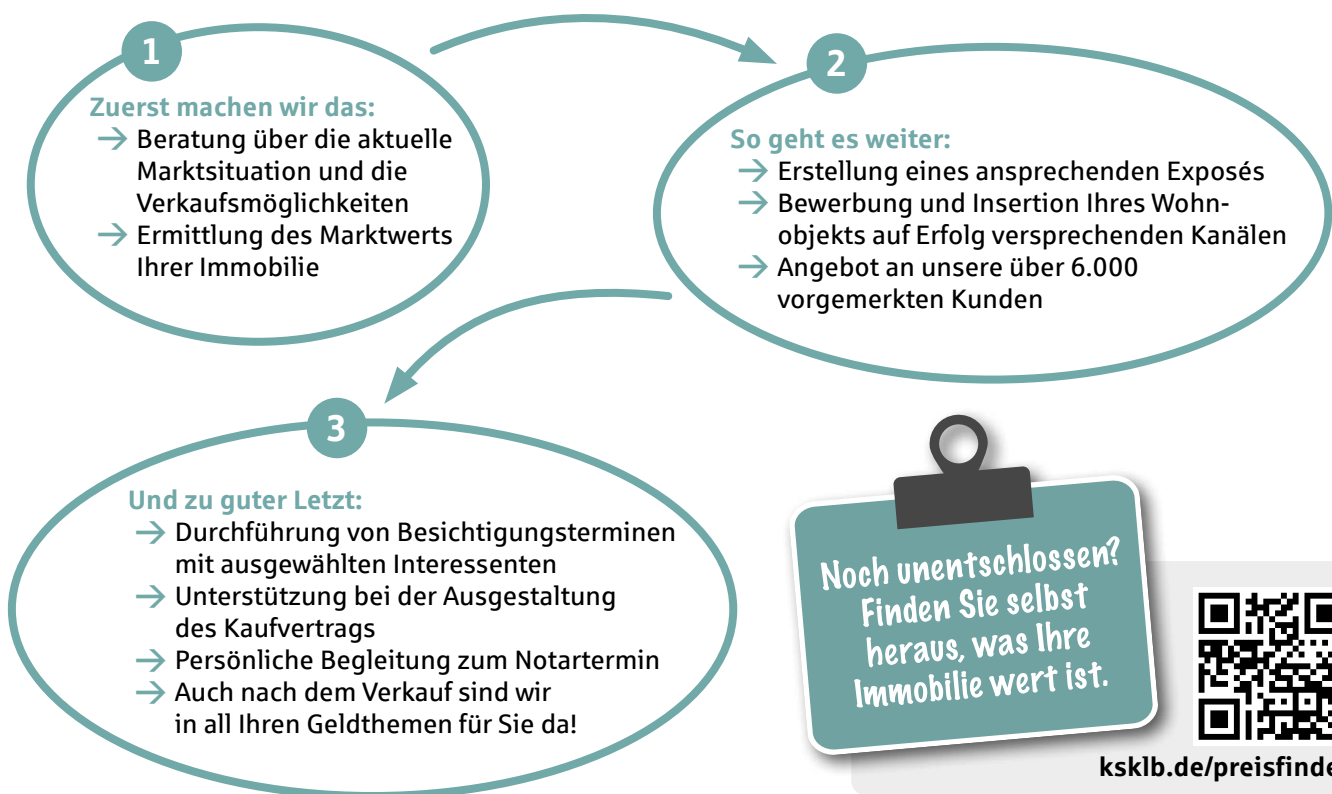 1
Zuerst machen wir das:
→ Beratung über die aktuelle
Marktsituation und die
Verkaufsmöglichkeiten
→ Ermittlung des Marktwerts
Ihrer Immobilie
2
So geht es weiter:
→ Erstellung eines ansprechenden Exposés
→ Bewerbung und Insertion Ihres Wohn-
objekts auf Erfolg versprechenden Kanälen
→ Angebot an unsere über 6.000
vorgemerkten Kunden
3
Und zu guter Letzt:
→ Durchführung von Besichtigungsterminen
mit ausgewählten Interessenten
→ Unterstützung bei der Ausgestaltung
des Kaufvertrags
→ Persönliche Begleitung zum Notartermin
→ Auch nach dem Verkauf sind wir
in all Ihren Geldthemen für Sie da!
Noch unentschlossen?
Finden Sie selbst
heraus, was Ihre
Immobilie wert ist.
ksklb.de/preisfinde